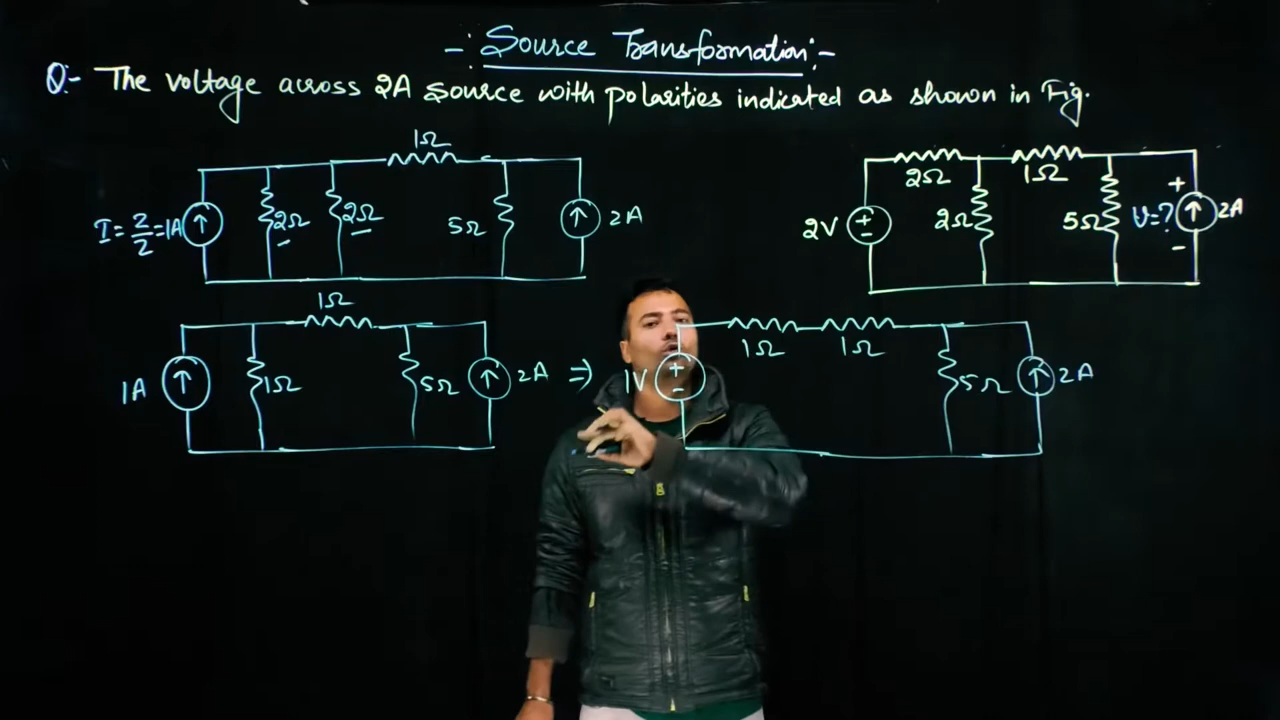 -: Source Transformation:-
Q:- The voltage across 2A source with polarities indicated as shown in Fig.
1Ω
I = 2/2 = 1A 2Ω 2Ω 5Ω 2A
2Ω 1Ω
2V + - 2Ω 5Ω + V=? - 2A
1Ω
1A 1Ω 5Ω 2A ⇒ 1V + - 1Ω 1Ω 5Ω 2A